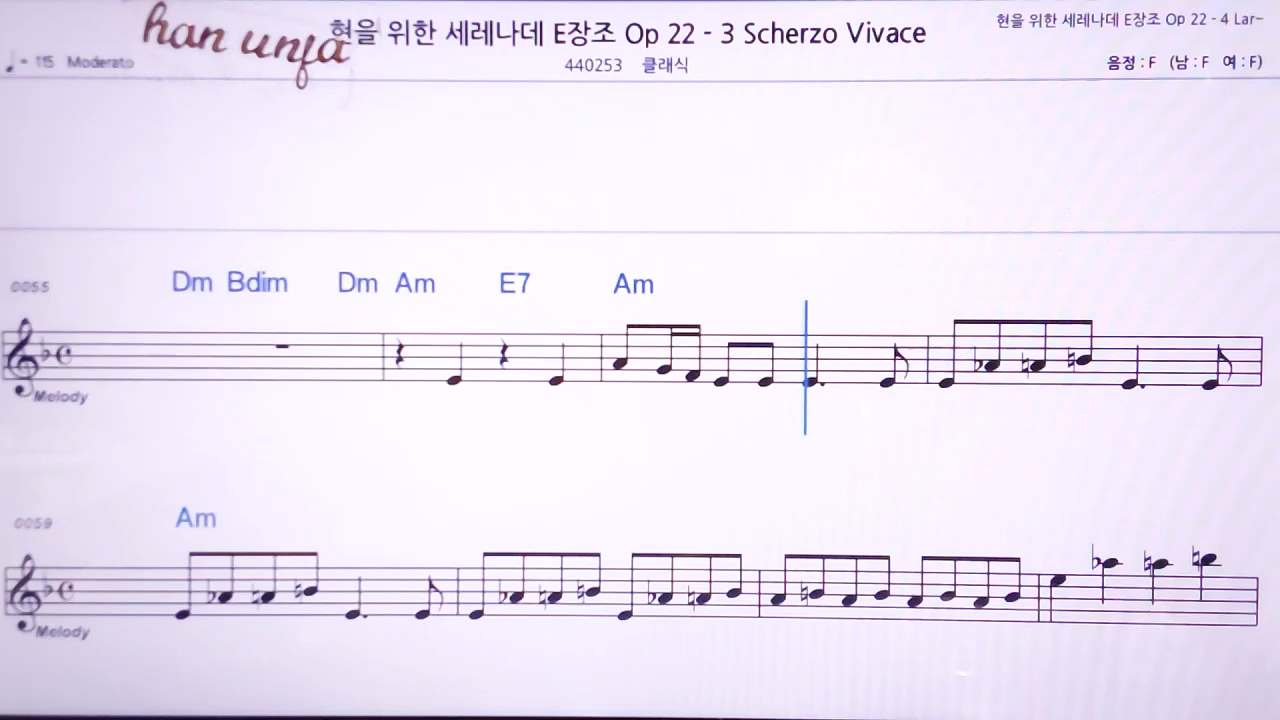 han unfa
현을 위한 세레나데 E장조 Op 22 - 3 Scherzo Vivace
현을 위한 세레나데 E장조 Op 22 - 4 Lar~
♩ = 115 Moderato
440253 클래식
음정 : F (남 : F 여 : F)
0055 Dm Bdim Dm Am E7 Am
Melody
0059 Am
Melody